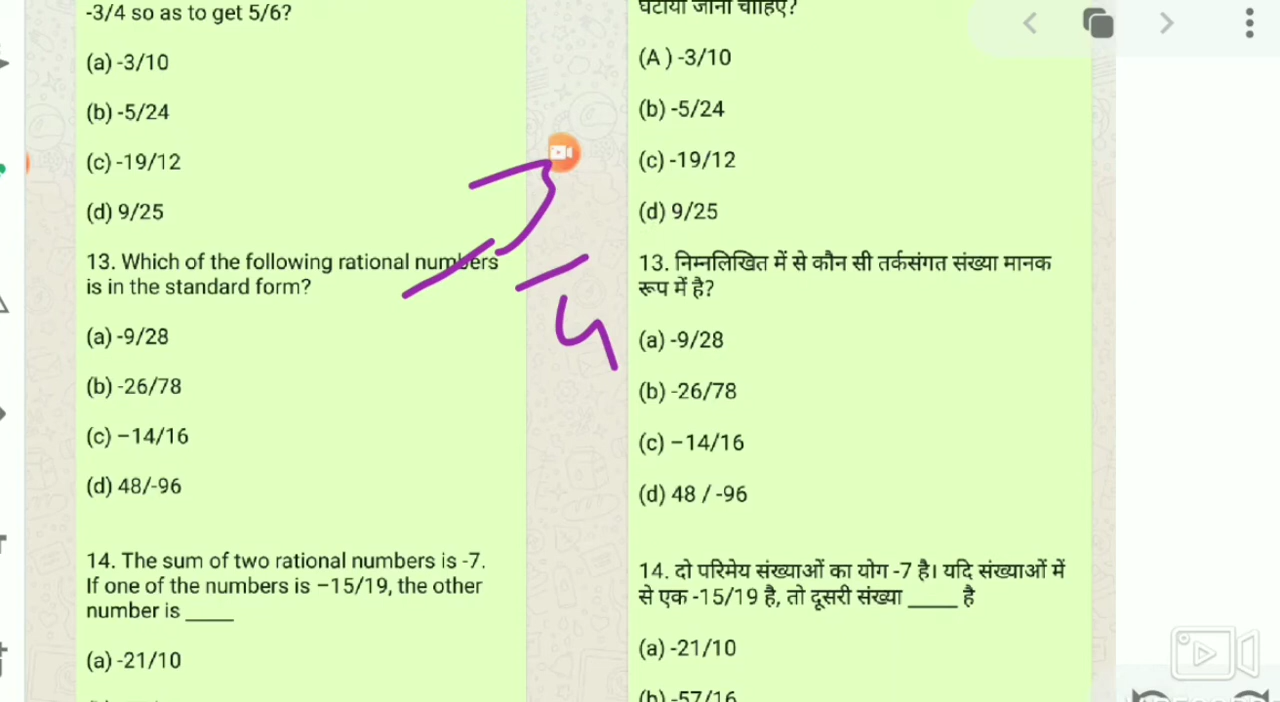 -3/4 so as to get 5/6?
(a) -3/10
(b) -5/24
(c) -19/12
(d) 9/25
13. Which of the following rational numbers
is in the standard form?
(a) -9/28
(b) -26/78
(c) –14/16
(d) 48/-96
14. The sum of two rational numbers is -7.
If one of the numbers is –15/19, the other
number is _____
(a) -21/10
घटाया जाना चाहिए?
(A ) -3/10
(b) -5/24
(c) -19/12
(d) 9/25
13. निम्नलिखित में से कौन सी तर्कसंगत संख्या मानक
रूप में है?
(a) -9/28
(b) -26/78
(c) –14/16
(d) 48 / -96
14. दो परिमेय संख्याओं का योग -7 है। यदि संख्याओं में
से एक -15/19 है, तो दूसरी संख्या _____ है
(a) -21/10
(b) -57/16